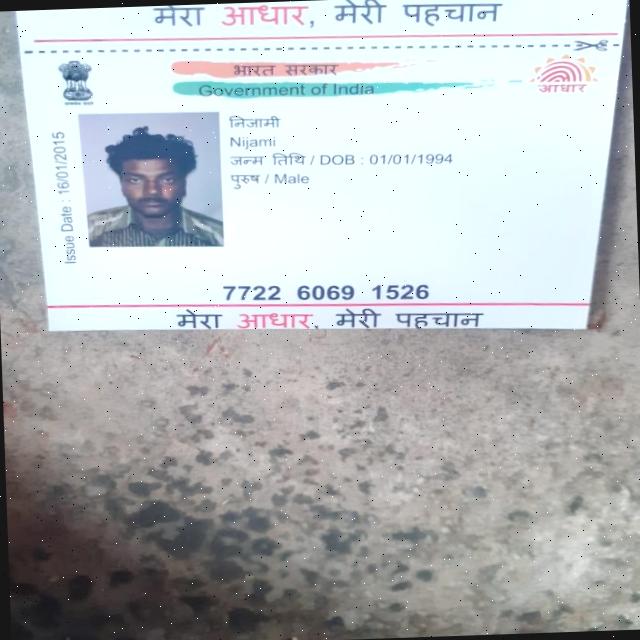 मेरा आधार, मेरी पहचान
भारत सरकार
Government of India
आधार
Issue Date : 16/01/2015
निजामी
Nijami
जन्म तिथि / DOB : 01/01/1994
पुरुष / Male
7722 6069 1526
मेरा आधार, मेरी पहचान